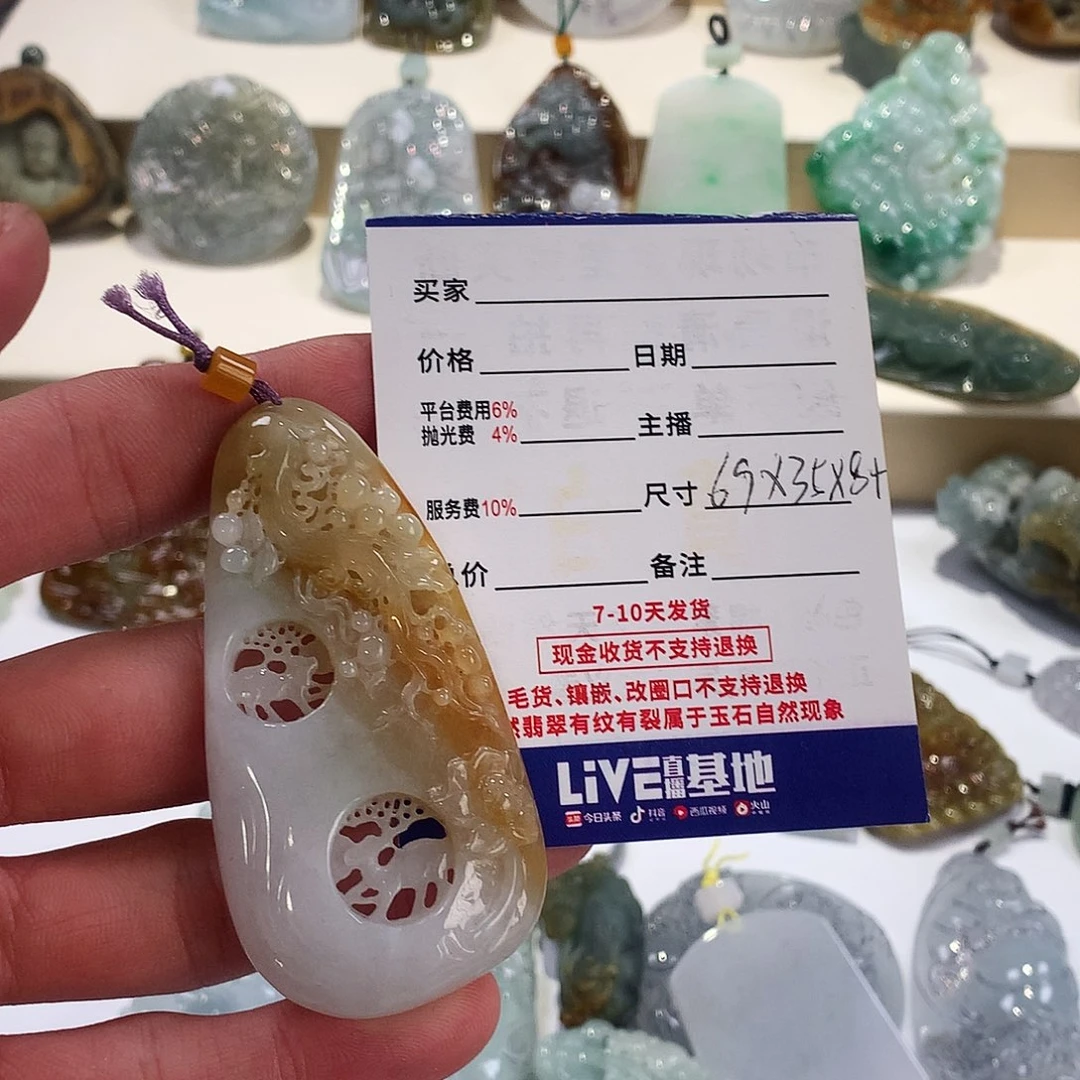 买家
价格 日期
平台费用6%
抛光费 4% 主播
服务费10% 尺寸 69X35X8+
价 备注
7-10天发货
现金收货不支持退换
毛货、镶嵌、改圈口不支持退换
翡翠有纹有裂属于玉石自然现象
LiVE直播基地
今日头条 抖音 西瓜视频 火山